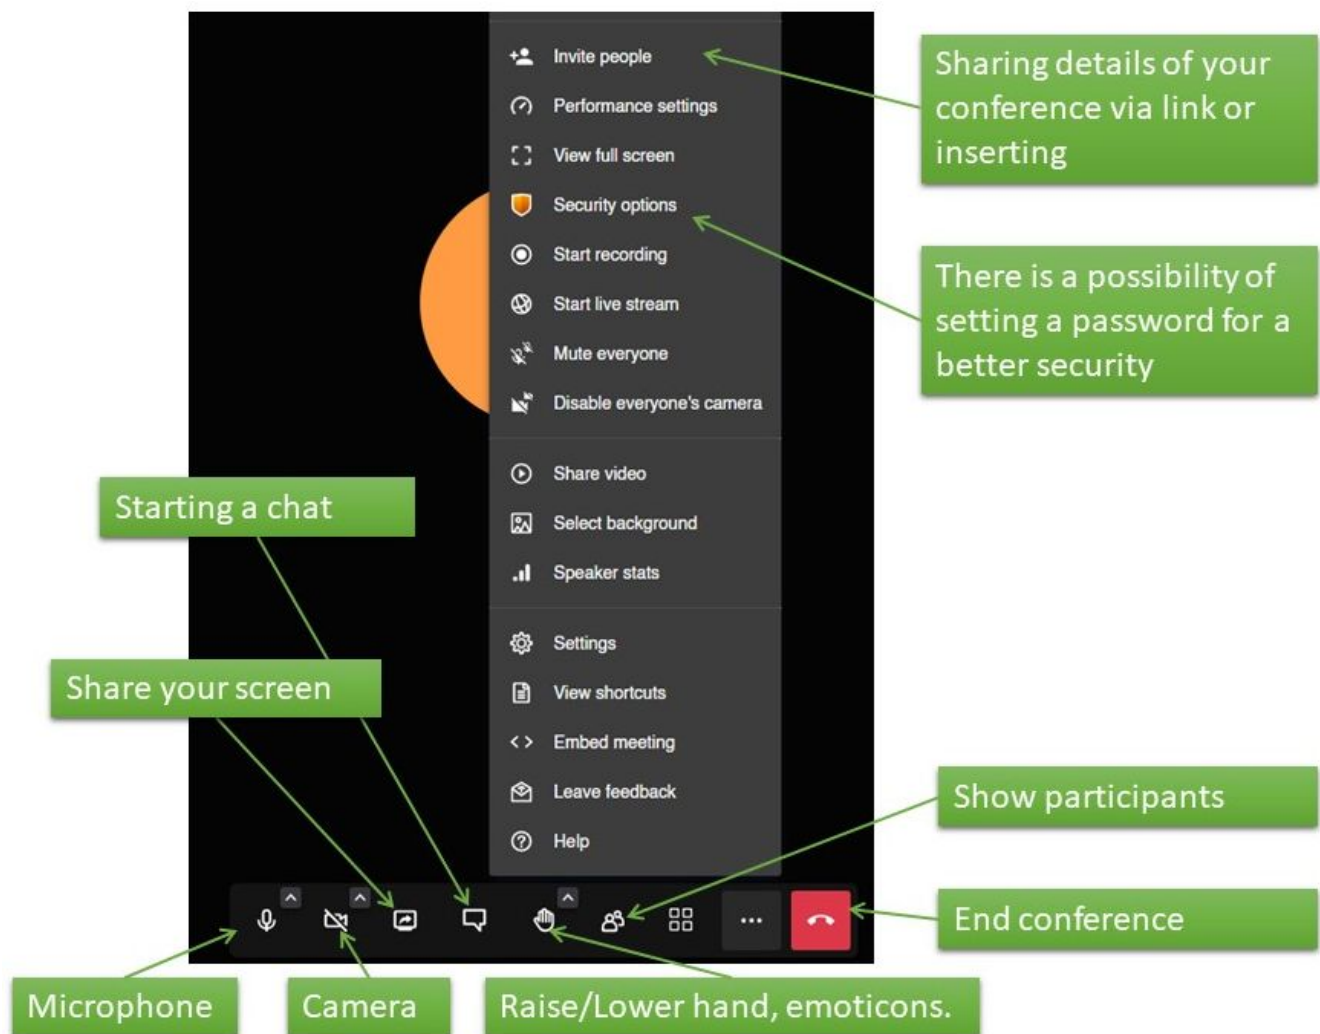 Invite people
Performance settings
View full screen
Security options
Start recording
Start live stream
Mute everyone
Disable everyone's camera
Share video
Select background
Speaker stats
Settings
View shortcuts
Embed meeting
Leave feedback
Help
Sharing details of your
conference via link or
inserting
There is a possibility of
setting a password for a
better security
Starting a chat
Share your screen
Show participants
End conference
Microphone
Camera
Raise/Lower hand, emoticons.